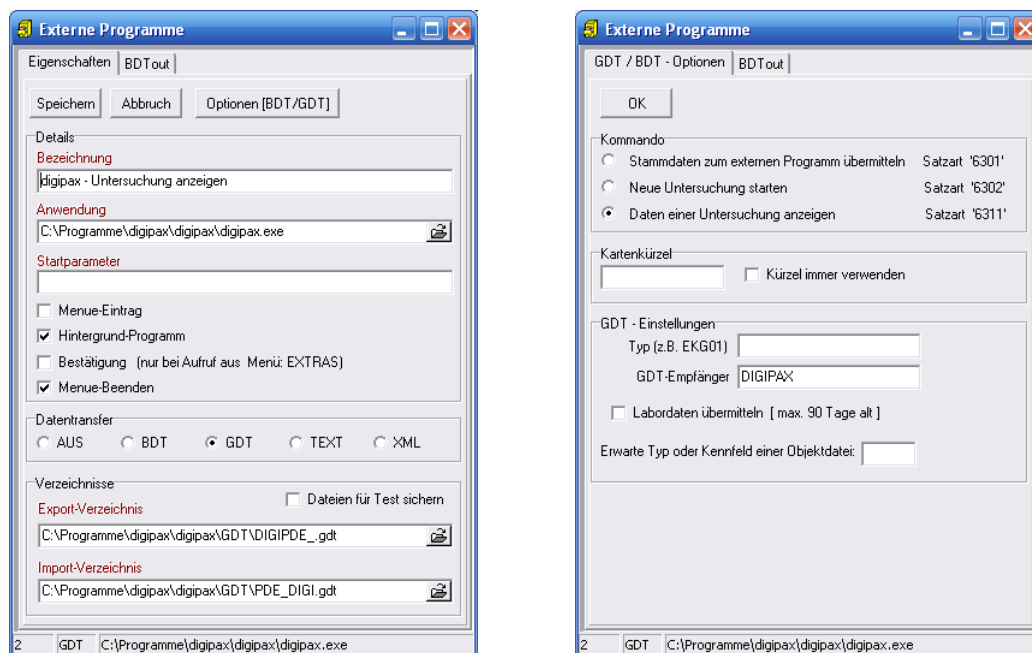 Externe Programme
Eigenschaften BDTout
Speichern Abbruch Optionen [BDT/GDT]
Details
Bezeichnung
digipax - Untersuchung anzeigen
Anwendung
C:\Programme\digipax\digipax\digipax.exe
Startparameter
Menue-Eintrag
Hintergrund-Programm
Bestätigung (nur bei Aufruf aus Menü: EXTRAS)
Menue-Beenden
Datentransfer
AUS BDT GDT TEXT XML
Verzeichnisse
Dateien für Test sichern
Export-Verzeichnis
C:\Programme\digipax\digipax\GDT\DIGIPDE_.gdt
Import-Verzeichnis
C:\Programme\digipax\digipax\GDT\PDE_DIGI.gdt
2 GDT C:\Programme\digipax\digipax\digipax.exe
Externe Programme
GDT / BDT - Optionen BDTout
OK
Kommando
Stammdaten zum externen Programm übermitteln Satzart '6301'
Neue Untersuchung starten Satzart '6302'
Daten einer Untersuchung anzeigen Satzart '6311'
Kartenkürzel
Kürzel immer verwenden
GDT - Einstellungen
Typ (z.B. EKG01)
GDT-Empfänger DIGIPAX
Labordaten übermitteln [ max. 90 Tage alt ]
Erwarte Typ oder Kennfeld einer Objektdatei:
2 GDT C:\Programme\digipax\digipax\digipax.exe